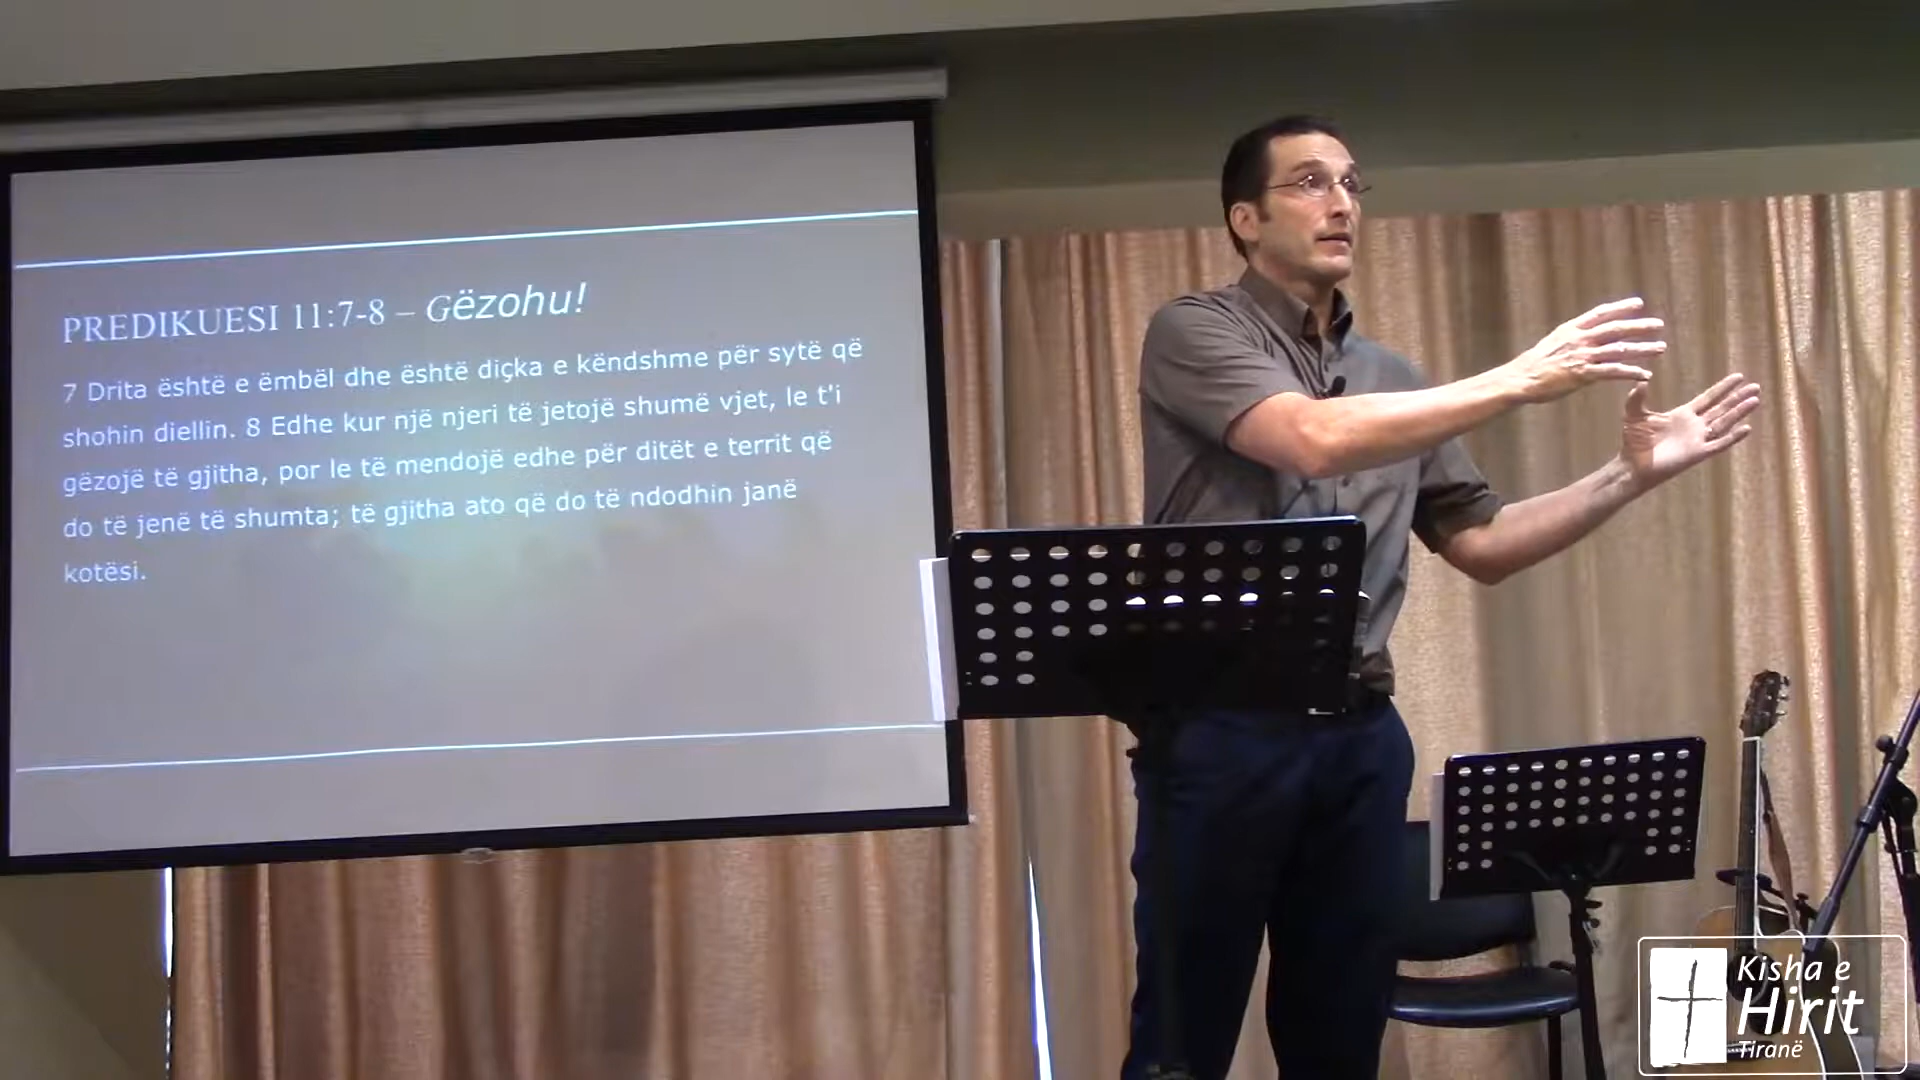 PREDIKUESI 11:7-8 – Gëzohu!
7 Drita është e ëmbël dhe është diçka e këndshme për sytë që
shohin diellin. 8 Edhe kur një njeri të jetojë shumë vjet, le t'i
gëzojë të gjitha, por le të mendojë edhe për ditët e territ që
do të jenë të shumta; të gjitha ato që do të ndodhin janë
kotësi.
Kisha e
Hirit
Tiranë